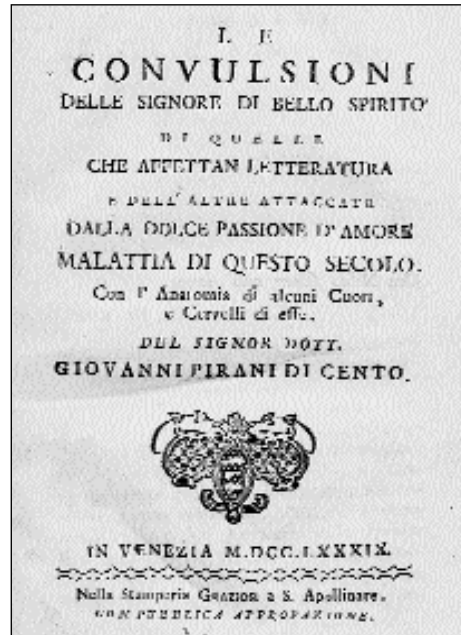 LE
CONVULSIONI
DELLE SIGNORE DI BELLO SPIRITO
DI QUELLE
CHE AFFETTAN LETTERATURA
E DELL'ALTRE ATTACCATE
DALLA DOLCE PASSIONE D'AMORE
MALATTIA DI QUESTO SECOLO.
Con l'Anatomia di alcuni Cuori,
e Cervelli di esse.
DEL SIGNOR DOTT.
GIOVANNI PIRANI DI CENTO.
IN VENEZIA M.DCC.LXXXIX.
Nella Stamperia GRAZIOSI a S. Apollinare.
CON PUBBLICA APPROVAZIONE.